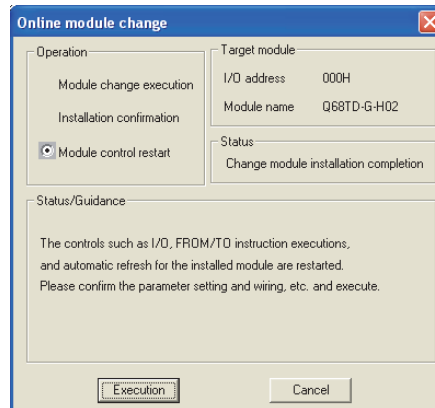 Online module change
Operation
Module change execution
Installation confirmation
Module control restart
Target module
I/O address 000H
Module name Q68TD-G-H02
Status
Change module installation completion
Status/Guidance
The controls such as I/O, FROM/TO instruction executions,
and automatic refresh for the installed module are restarted.
Please confirm the parameter setting and wiring, etc. and execute.
Execution
Cancel